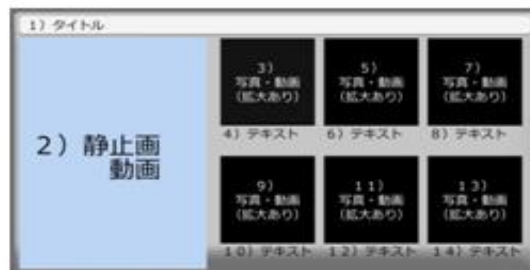 1）タイトル
2）静止画
動画
3）
写真・動画
（拡大あり）
5）
写真・動画
（拡大あり）
7）
写真・動画
（拡大あり）
4）テキスト
6）テキスト
8）テキスト
9）
写真・動画
（拡大あり）
11）
写真・動画
（拡大あり）
13）
写真・動画
（拡大あり）
10）テキスト
12）テキスト
14）テキスト